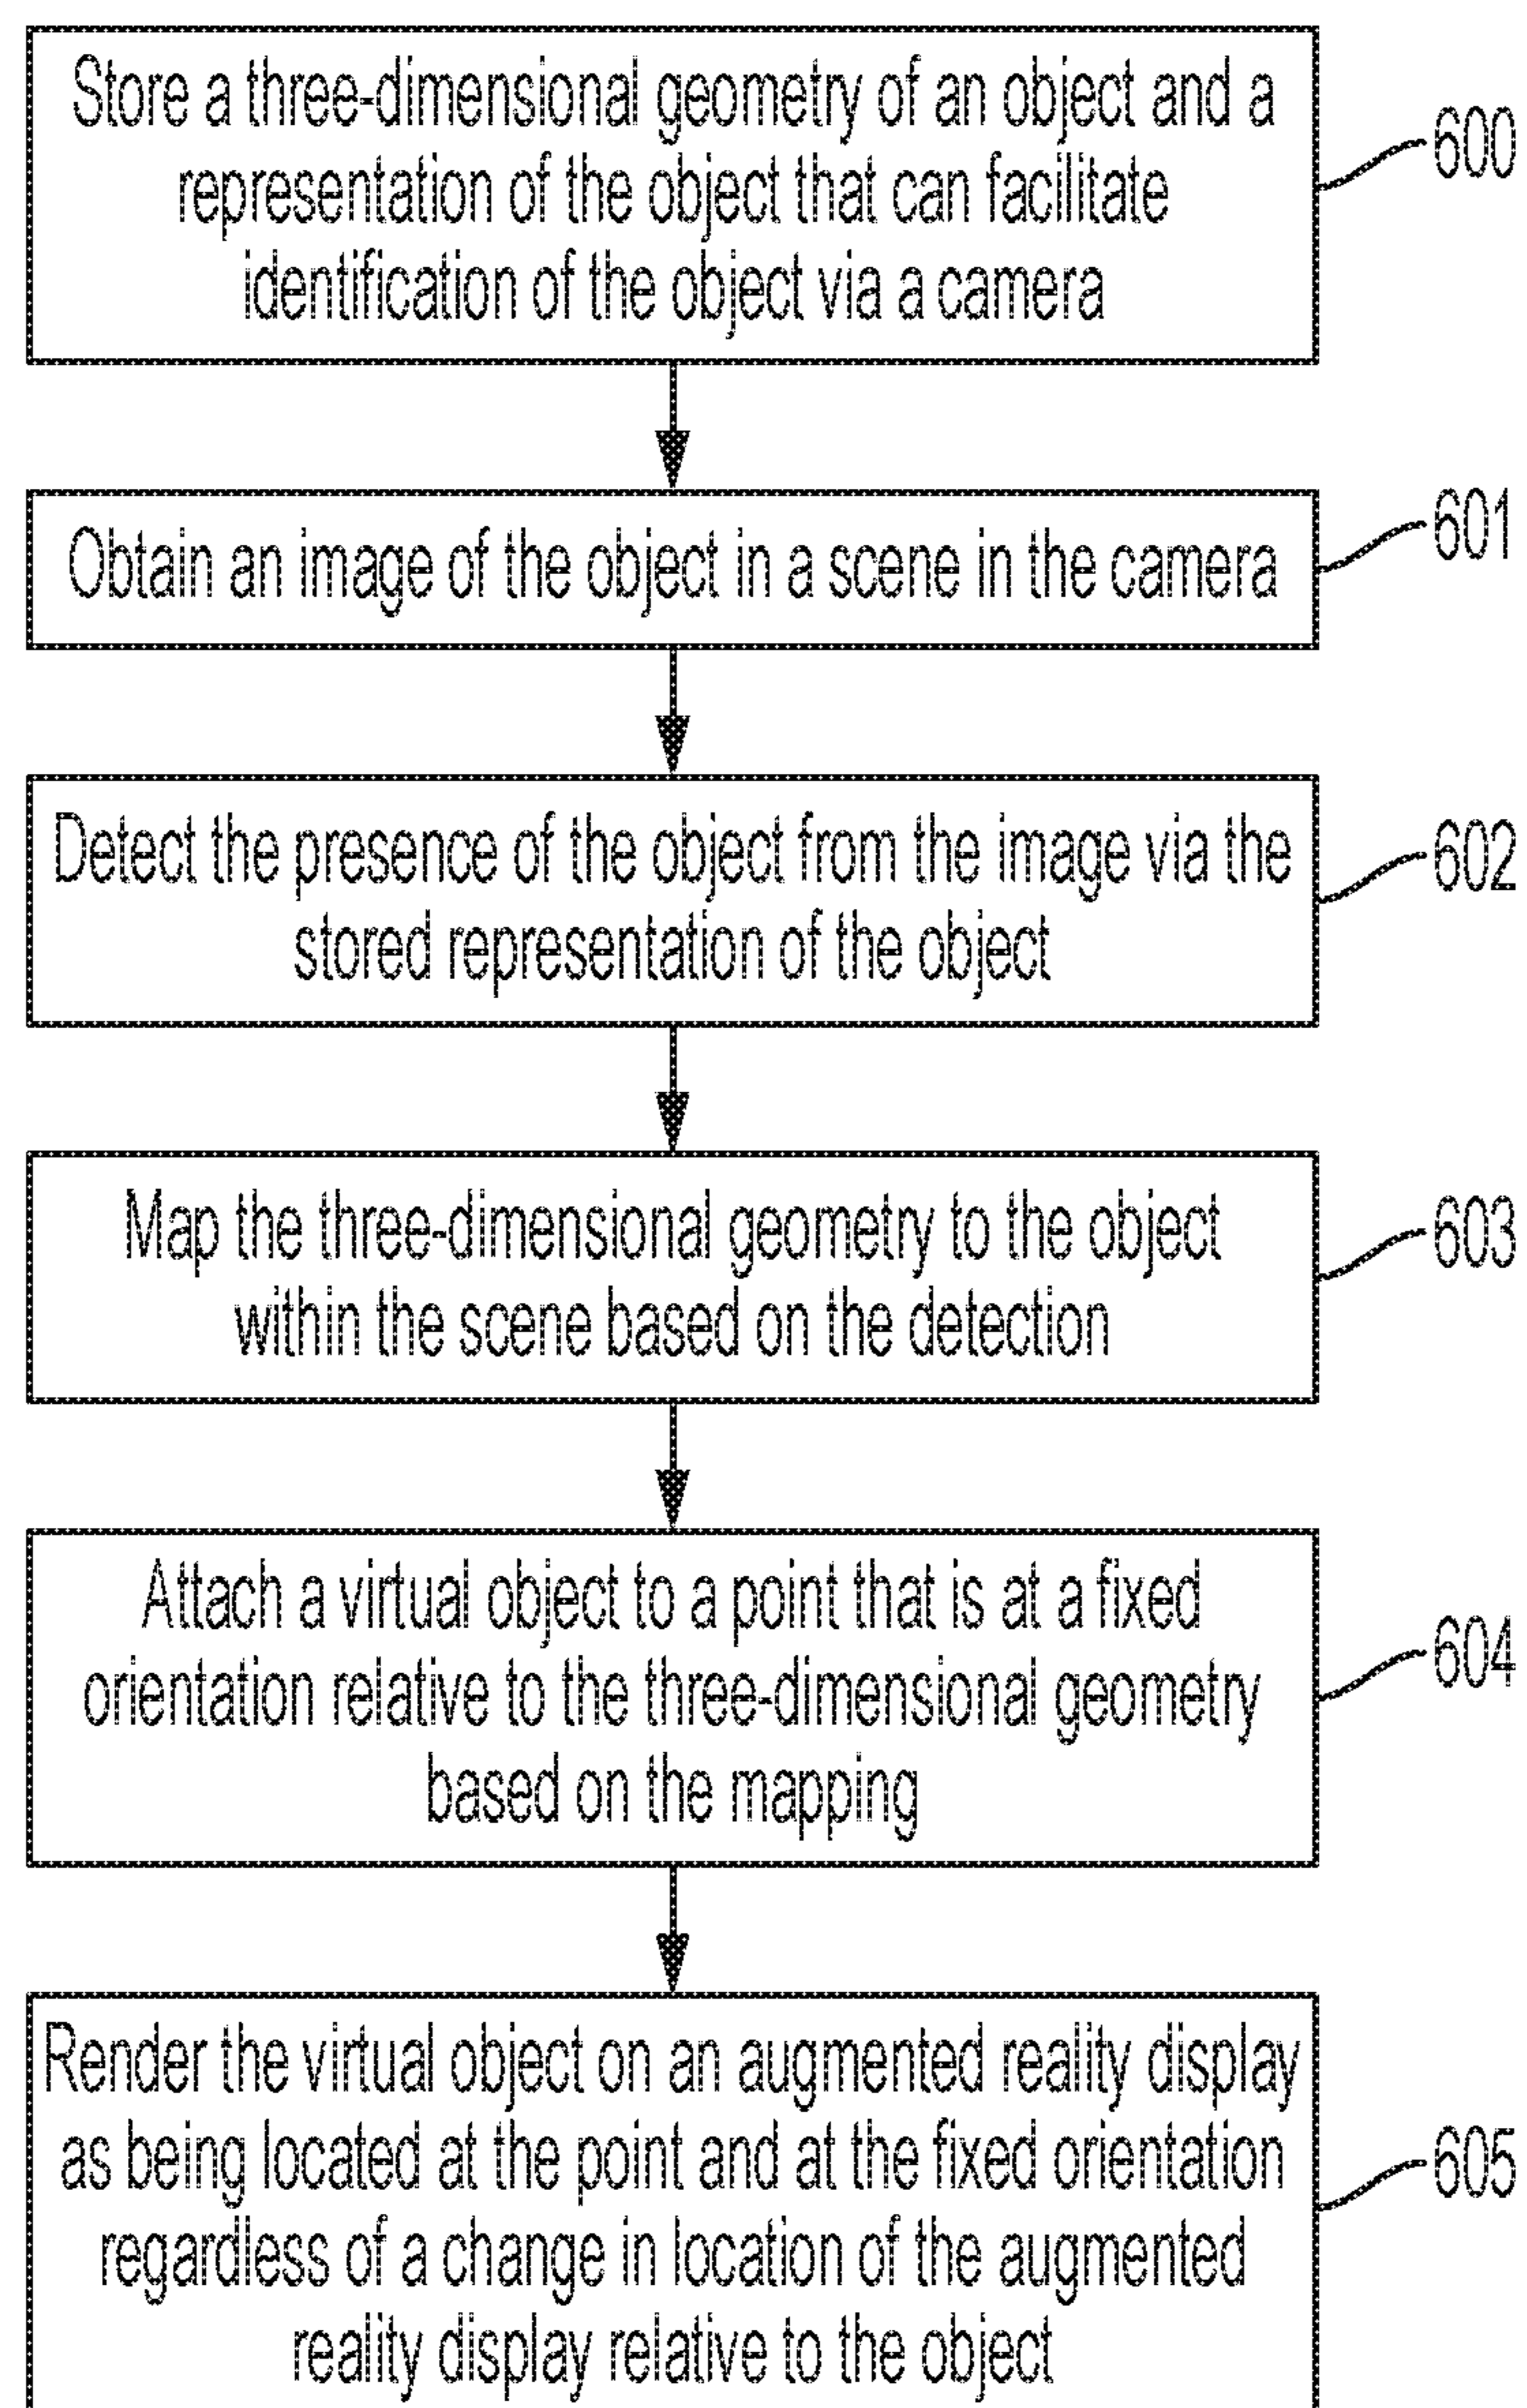 Store a three-dimensional geometry of an object and a
representation of the object that can facilitate
identification of the object via a camera
600
Obtain an image of the object in a scene in the camera
601
Detect the presence of the object from the image via the
stored representation of the object
602
Map the three-dimensional geometry to the object
within the scene based on the detection
603
Attach a virtual object to a point that is at a fixed
orientation relative to the three-dimensional geometry
based on the mapping
604
Render the virtual object on an augmented reality display
as being located at the point and at the fixed orientation
regardless of a change in location of the augmented
reality display relative to the object
605